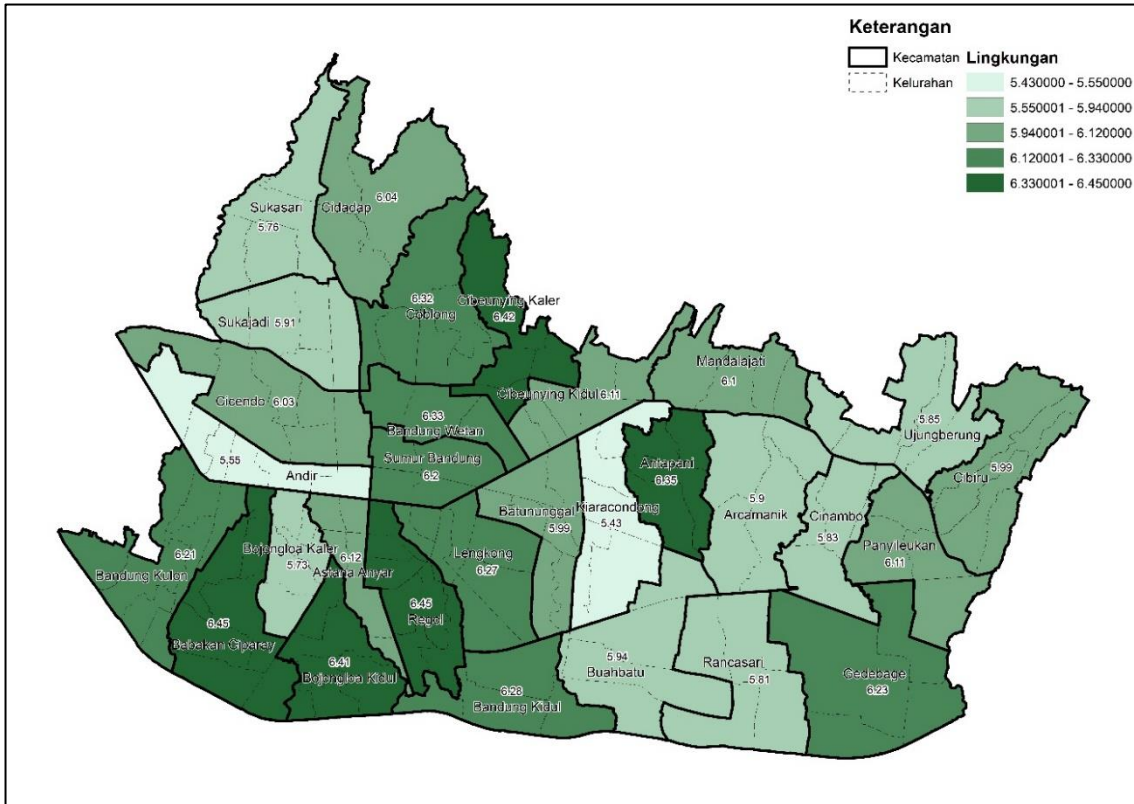 Keterangan
Kecamatan
Kelurahan
Lingkungan
5.430000 - 5.550000
5.550001 - 5.940000
5.940001 - 6.120000
6.120001 - 6.330000
6.330001 - 6.450000
Sukasari
5.76
Cidadap
6.04
6.32
Coblong
Cibeunying Kaler
6.42
Sukajadi 5.91
Cicendo 6.03
Cibeunying Kidul 6.11
Mandalajati
6.1
5.85
Ujungberung
6.33
Bandung Wetan
Sumur Bandung
6.2
5.55 Andir
Antapani
6.35
5.9
Arcamanik
Cinambo
5.83
5.99
Cibiru
Batununggal
5.99
Kiaracondong
5.43
Panyileukan
6.11
6.21
Bandung Kulon
Bojongloa Kaler
5.73
6.12
Astana Anyar
Lengkong
6.27
6.45
Babakan Ciparay
6.45
Regol
6.41
Bojongloa Kidul
6.28
Bandung Kidul
5.94
Buahbatu
Rancasari
5.81
Gedebage
6.23